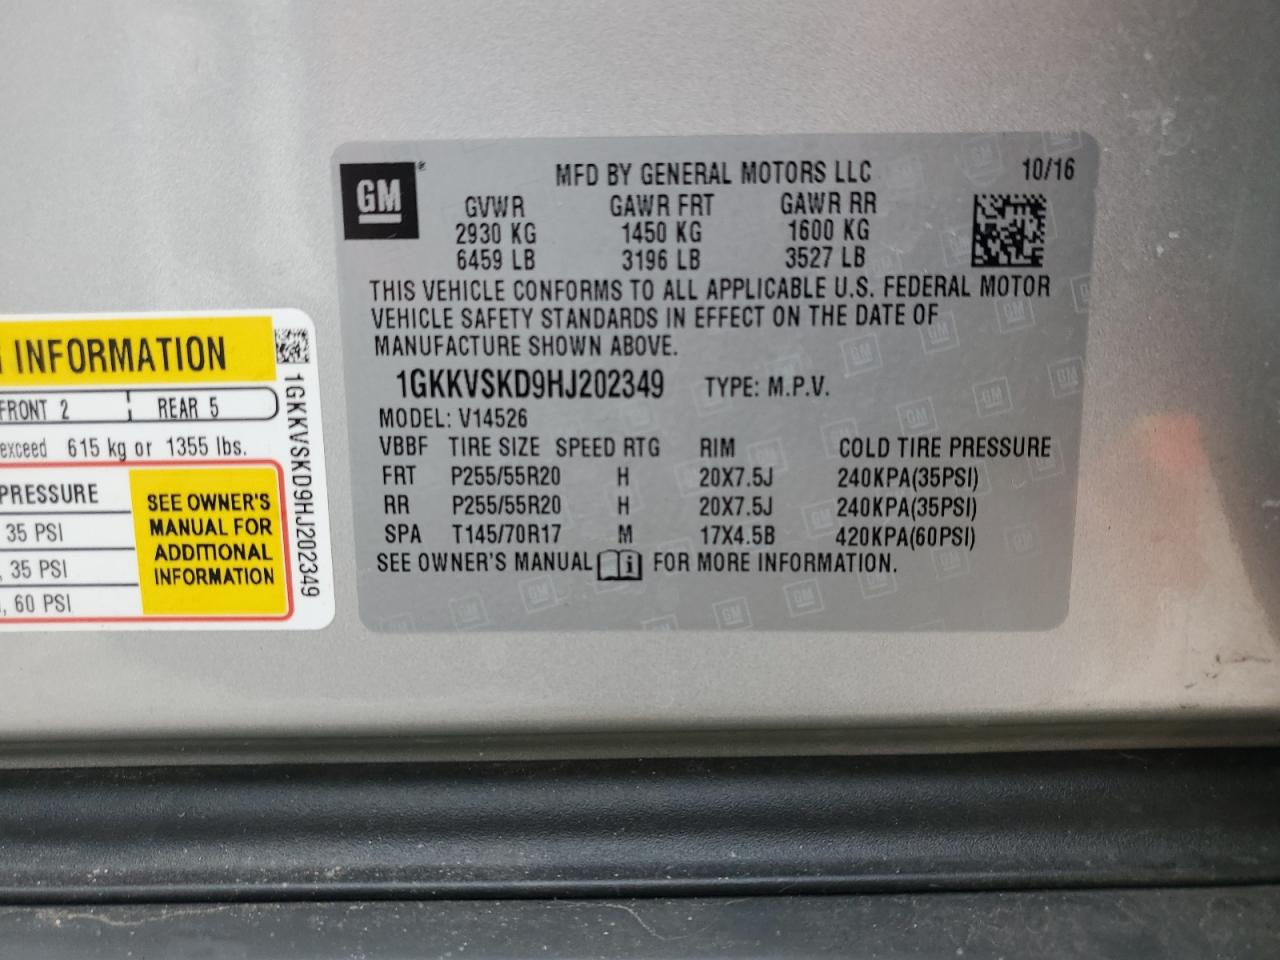 GM ®
MFD BY GENERAL MOTORS LLC 10/16
GVWR GAWR FRT GAWR RR
2930 KG 1450 KG 1600 KG
6459 LB 3196 LB 3527 LB
THIS VEHICLE CONFORMS TO ALL APPLICABLE U.S. FEDERAL MOTOR
VEHICLE SAFETY STANDARDS IN EFFECT ON THE DATE OF
MANUFACTURE SHOWN ABOVE.
1GKKVSKD9HJ202349 TYPE: M.P.V.
MODEL: V14526
VBBF TIRE SIZE SPEED RTG RIM COLD TIRE PRESSURE
FRT P255/55R20 H 20X7.5J 240KPA(35PSI)
RR P255/55R20 H 20X7.5J 240KPA(35PSI)
SPA T145/70R17 M 17X4.5B 420KPA(60PSI)
SEE OWNER'S MANUAL i FOR MORE INFORMATION.
INFORMATION
FRONT 2 REAR 5
exceed 615 kg or 1355 lbs.
PRESSURE
35 PSI
, 35 PSI
, 60 PSI
SEE OWNER'S
MANUAL FOR
ADDITIONAL
INFORMATION
1GKKVSKD9HJ202349